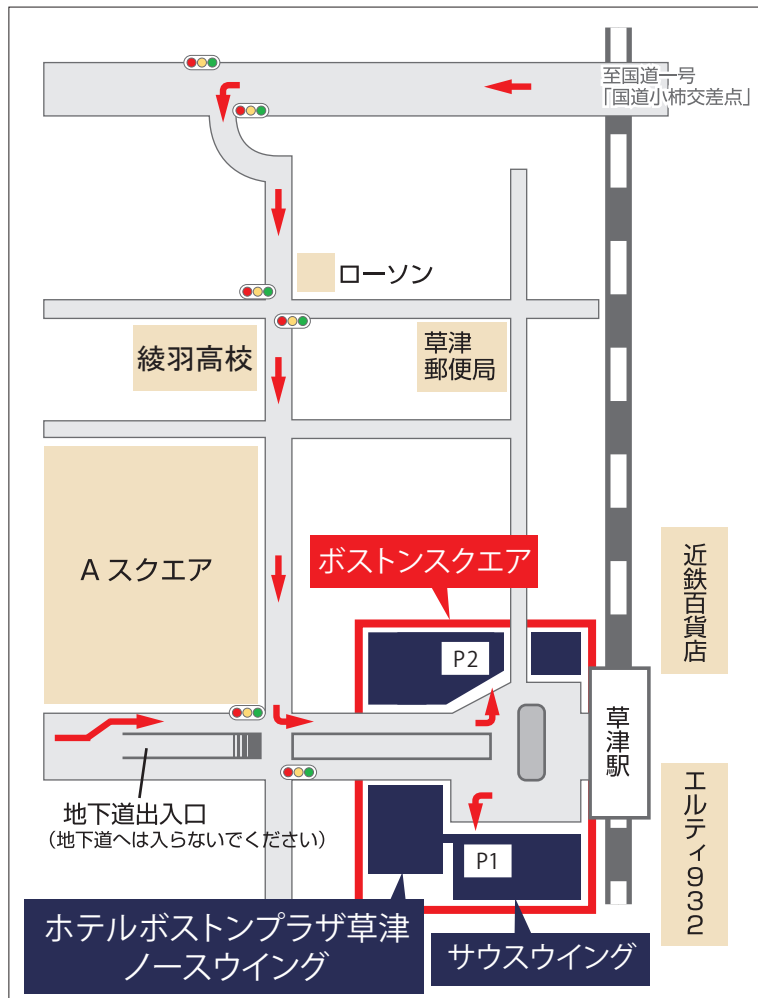 至国道一号
「国道小柿交差点」
ローソン
綾羽高校
草津
郵便局
Aスクエア
ボストンスクエア
近鉄百貨店
P2
草津駅
地下道出入口
（地下道へは入らないでください）
P1
エルティ932
ホテルボストンプラザ草津
ノースウイング
サウスウイング